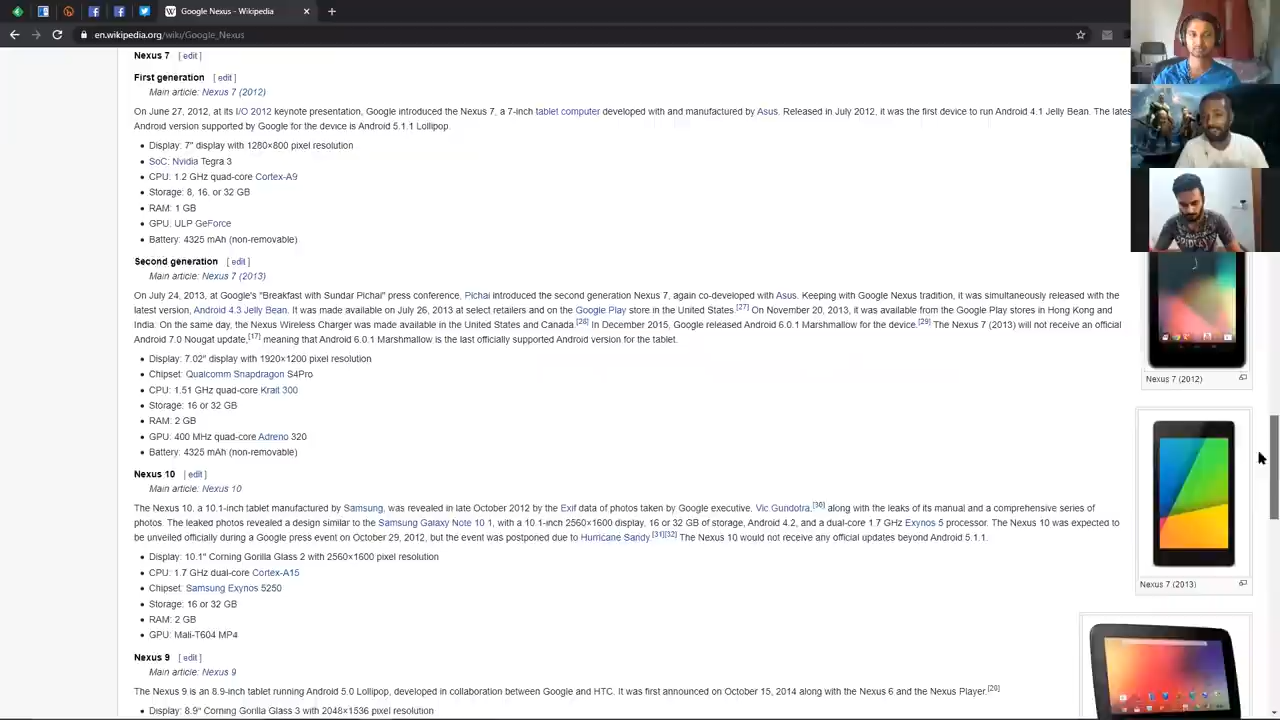 Google Nexus - Wikipedia
en.wikipedia.org/wiki/Google_Nexus
Nexus 7 [ edit ]
First generation [ edit ]
Main article: Nexus 7 (2012)
On June 27, 2012, at its I/O 2012 keynote presentation, Google introduced the Nexus 7, a 7-inch tablet computer developed with and manufactured by Asus. Released in July 2012, it was the first device to run Android 4.1 Jelly Bean. The lates
Android version supported by Google for the device is Android 5.1.1 Lollipop.
• Display: 7" display with 1280×800 pixel resolution
• SoC: Nvidia Tegra 3
• CPU: 1.2 GHz quad-core Cortex-A9
• Storage: 8, 16, or 32 GB
• RAM: 1 GB
• GPU: ULP GeForce
• Battery: 4325 mAh (non-removable)
Second generation [ edit ]
Main article: Nexus 7 (2013)
On July 24, 2013, at Google's "Breakfast with Sundar Pichai" press conference, Pichai introduced the second generation Nexus 7, again co-developed with Asus. Keeping with Google Nexus tradition, it was simultaneously released with the
latest version, Android 4.3 Jelly Bean. It was made available on July 26, 2013 at select retailers and on the Google Play store in the United States.[27] On November 20, 2013, it was available from the Google Play stores in Hong Kong and
India. On the same day, the Nexus Wireless Charger was made available in the United States and Canada.[28] In December 2015, Google released Android 6.0.1 Marshmallow for the device.[29] The Nexus 7 (2013) will not receive an official
Android 7.0 Nougat update,[17] meaning that Android 6.0.1 Marshmallow is the last officially supported Android version for the tablet.
• Display: 7.02" display with 1920×1200 pixel resolution
• Chipset: Qualcomm Snapdragon S4Pro
• CPU: 1.51 GHz quad-core Krait 300
• Storage: 16 or 32 GB
• RAM: 2 GB
• GPU: 400 MHz quad-core Adreno 320
• Battery: 4325 mAh (non-removable)
Nexus 10 [ edit ]
Main article: Nexus 10
The Nexus 10, a 10.1-inch tablet manufactured by Samsung, was revealed in late October 2012 by the Exif data of photos taken by Google executive, Vic Gundotra,[30] along with the leaks of its manual and a comprehensive series of
photos. The leaked photos revealed a design similar to the Samsung Galaxy Note 10.1, with a 10.1-inch 2560×1600 display, 16 or 32 GB of storage, Android 4.2, and a dual-core 1.7 GHz Exynos 5 processor. The Nexus 10 was expected to
be unveiled officially during a Google press event on October 29, 2012, but the event was postponed due to Hurricane Sandy.[31][32] The Nexus 10 would not receive any official updates beyond Android 5.1.1.
• Display: 10.1" Corning Gorilla Glass 2 with 2560×1600 pixel resolution
• CPU: 1.7 GHz dual-core Cortex-A15
• Chipset: Samsung Exynos 5250
• Storage: 16 or 32 GB
• RAM: 2 GB
• GPU: Mali-T604 MP4
Nexus 9 [ edit ]
Main article: Nexus 9
The Nexus 9 is an 8.9-inch tablet running Android 5.0 Lollipop, developed in collaboration between Google and HTC. It was first announced on October 15, 2014 along with the Nexus 6 and the Nexus Player.[20]
• Display: 8.9" Corning Gorilla Glass 3 with 2048×1536 pixel resolution
Nexus 7 (2012)
Nexus 7 (2013)